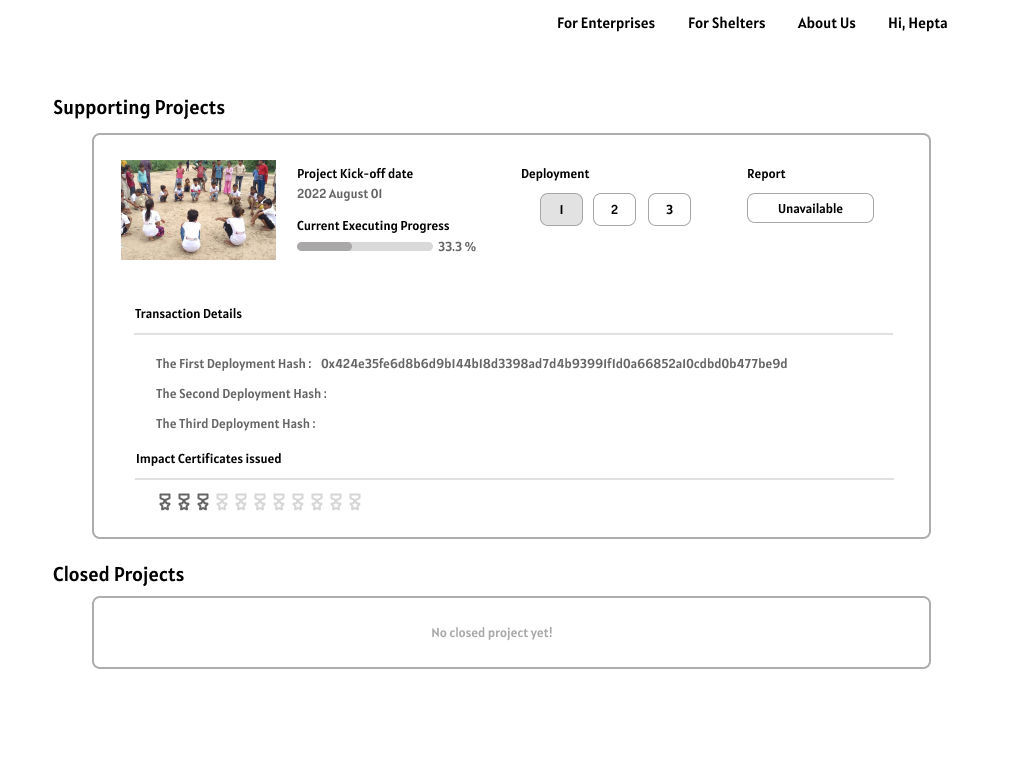 For Enterprises For Shelters About Us Hi, Hepta
Supporting Projects
Project Kick-off date
2022 August 01
Current Executing Progress
33.3 %
Deployment
1 2 3
Report
Unavailable
Transaction Details
The First Deployment Hash : 0x424e35fe6d8b6d9b144b18d3398ad7d4b93991f1d0a66852a10cdbd0b477be9d
The Second Deployment Hash :
The Third Deployment Hash :
Impact Certificates issued
Closed Projects
No closed project yet!